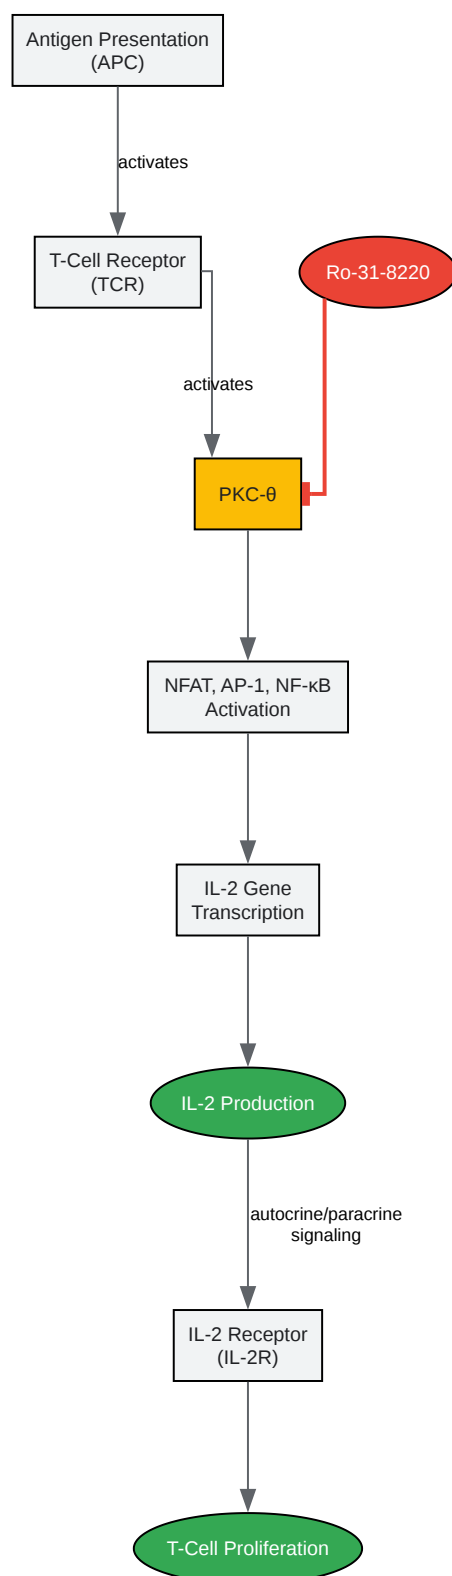 Antigen Presentation
(APC)
activates
T-Cell Receptor
(TCR)
Ro-31-8220
activates
PKC-θ
NFAT, AP-1, NF-κB
Activation
IL-2 Gene
Transcription
IL-2 Production
autocrine/paracrine
signaling
IL-2 Receptor
(IL-2R)
T-Cell Proliferation